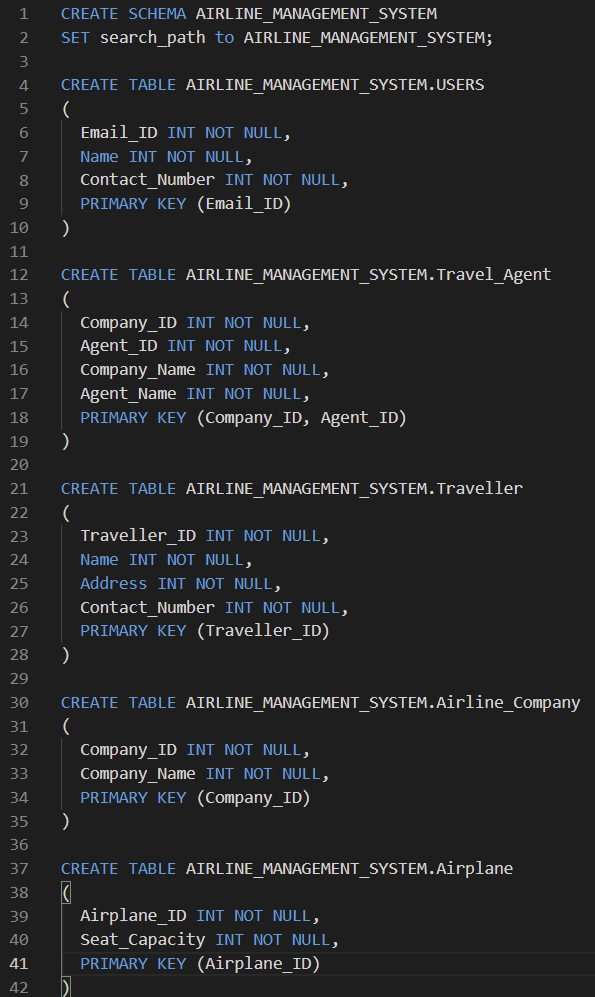 1 CREATE SCHEMA AIRLINE_MANAGEMENT_SYSTEM
2 SET search_path to AIRLINE_MANAGEMENT_SYSTEM;
3
4 CREATE TABLE AIRLINE_MANAGEMENT_SYSTEM.USERS
5 (
6 Email_ID INT NOT NULL,
7 Name INT NOT NULL,
8 Contact_Number INT NOT NULL,
9 PRIMARY KEY (Email_ID)
10 )
11
12 CREATE TABLE AIRLINE_MANAGEMENT_SYSTEM.Travel_Agent
13 (
14 Company_ID INT NOT NULL,
15 Agent_ID INT NOT NULL,
16 Company_Name INT NOT NULL,
17 Agent_Name INT NOT NULL,
18 PRIMARY KEY (Company_ID, Agent_ID)
19 )
20
21 CREATE TABLE AIRLINE_MANAGEMENT_SYSTEM.Traveller
22 (
23 Traveller_ID INT NOT NULL,
24 Name INT NOT NULL,
25 Address INT NOT NULL,
26 Contact_Number INT NOT NULL,
27 PRIMARY KEY (Traveller_ID)
28 )
29
30 CREATE TABLE AIRLINE_MANAGEMENT_SYSTEM.Airline_Company
31 (
32 Company_ID INT NOT NULL,
33 Company_Name INT NOT NULL,
34 PRIMARY KEY (Company_ID)
35 )
36
37 CREATE TABLE AIRLINE_MANAGEMENT_SYSTEM.Airplane
38 (
39 Airplane_ID INT NOT NULL,
40 Seat_Capacity INT NOT NULL,
41 PRIMARY KEY (Airplane_ID)
42 )